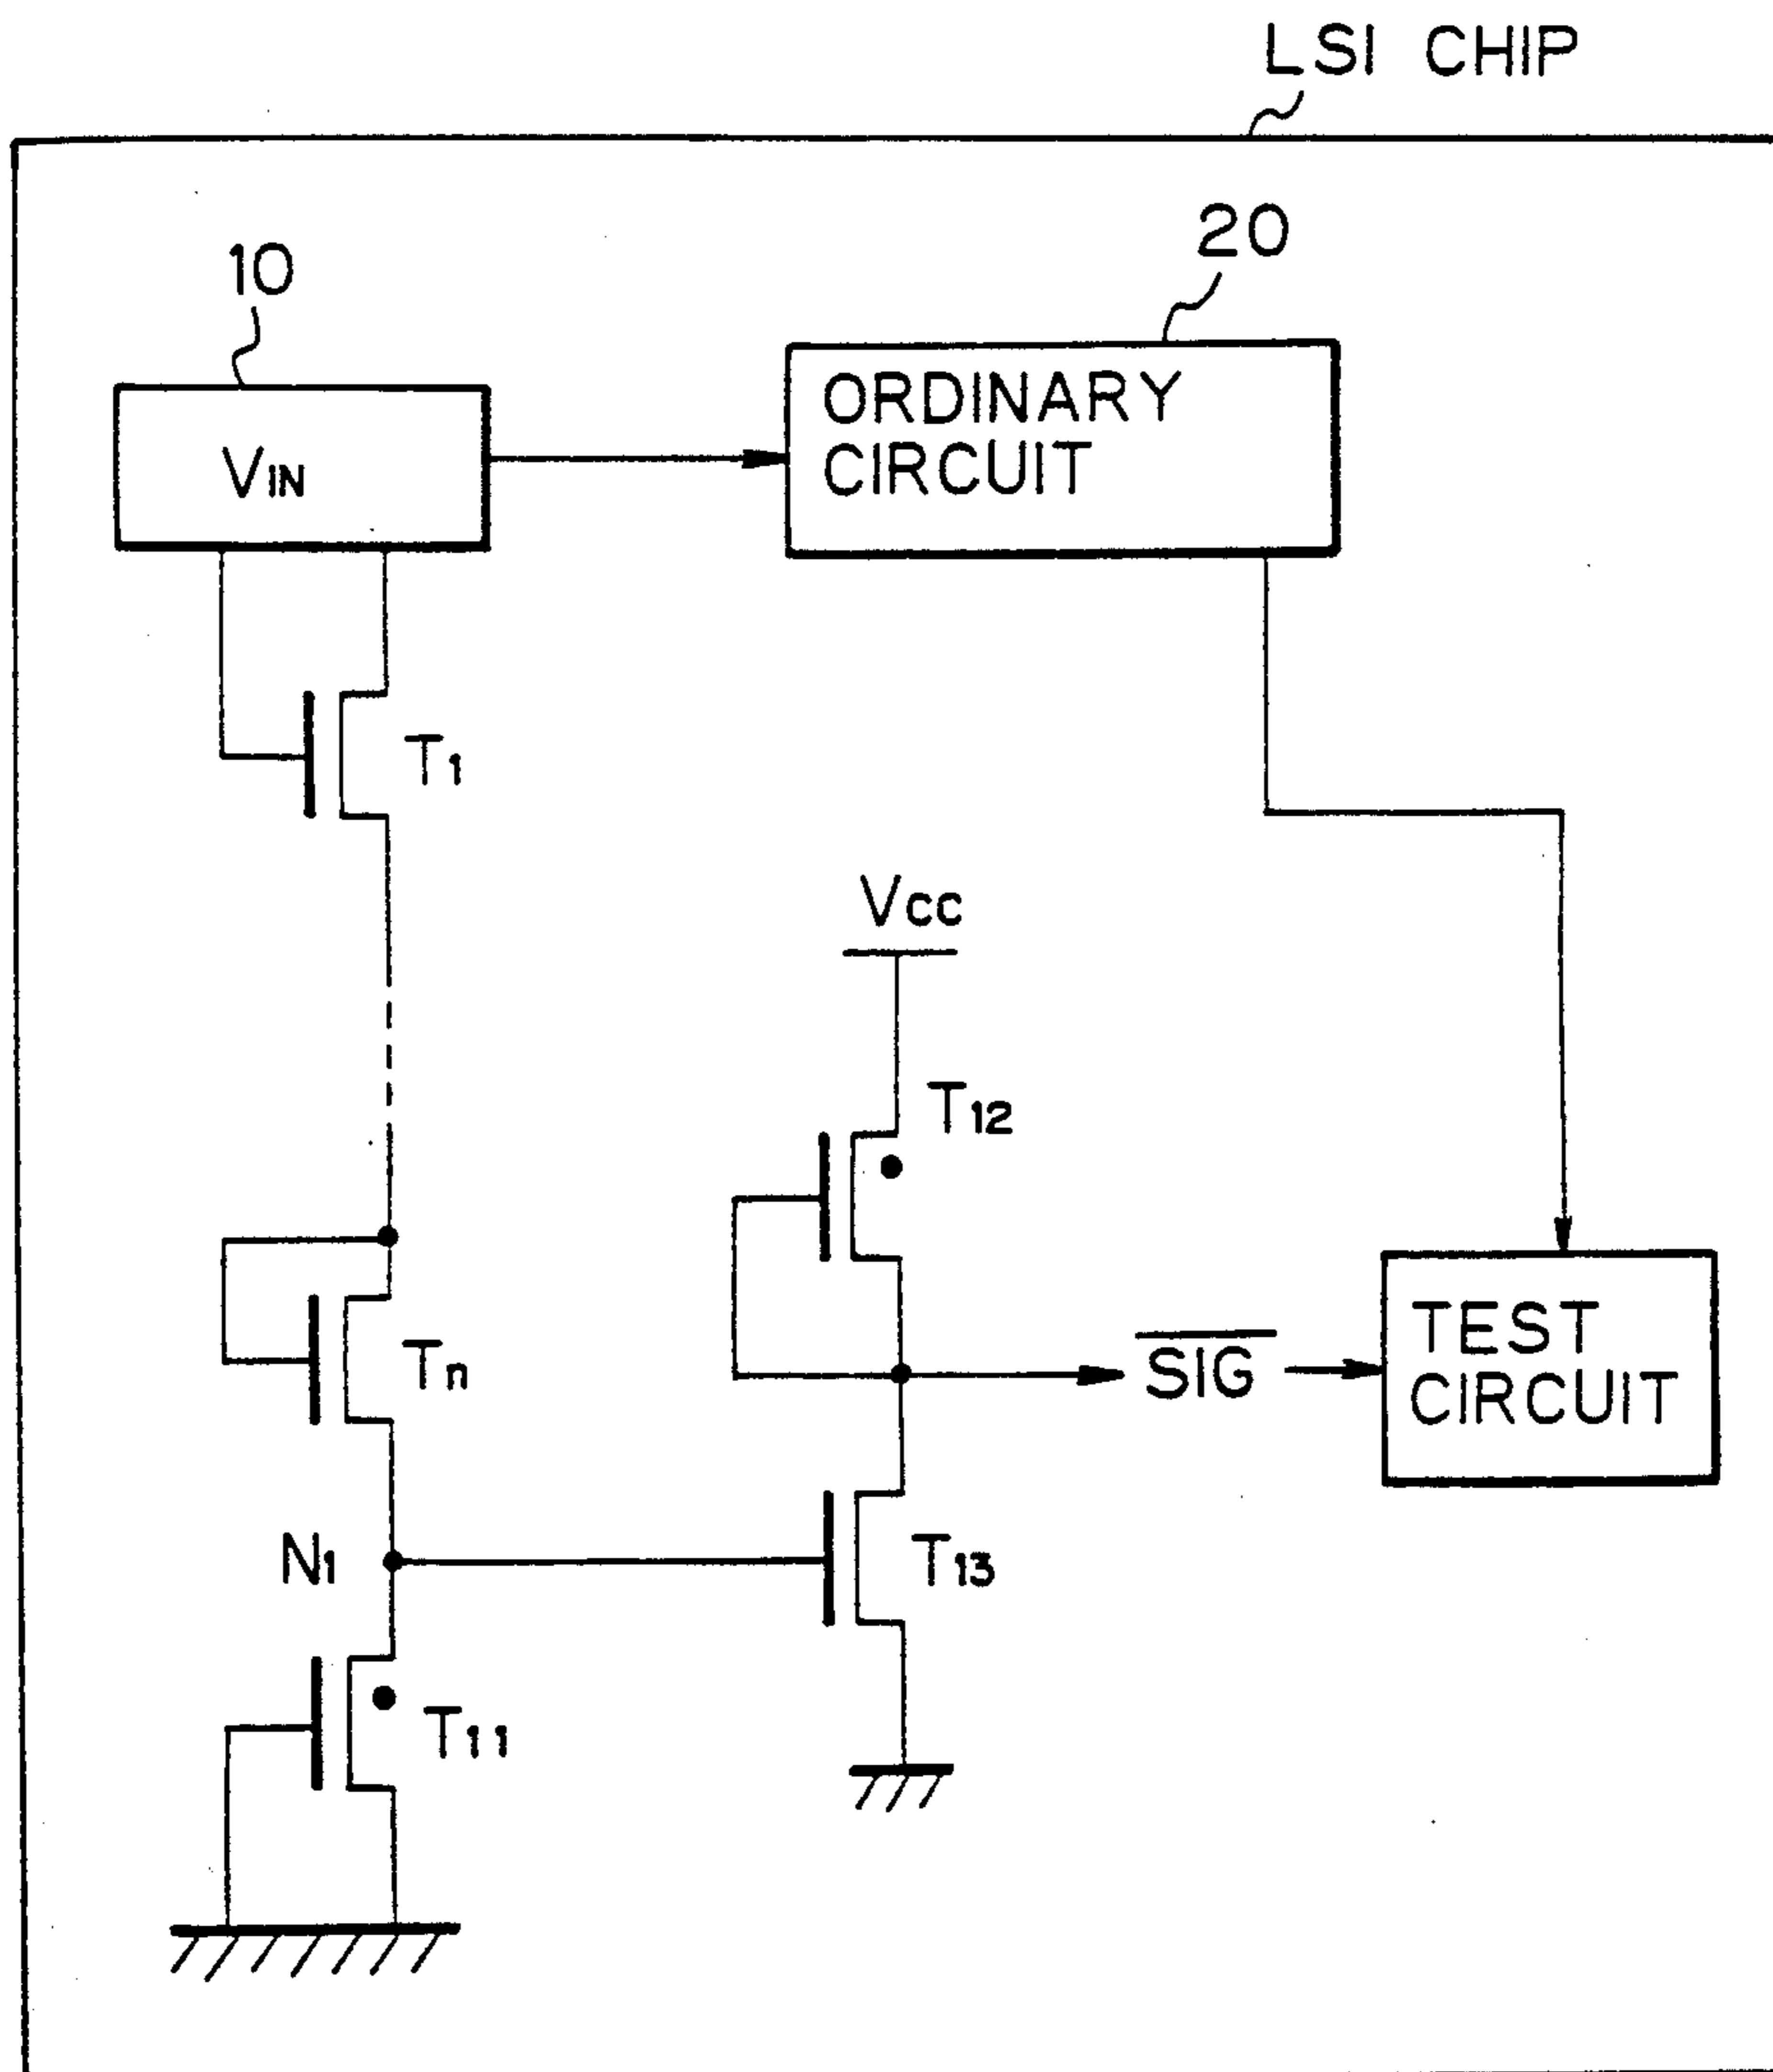 LSI CHIP
10
20
VIN
ORDINARY
CIRCUIT
T1
Vcc
T12
Tn
SIG
TEST
CIRCUIT
N1
T13
T11